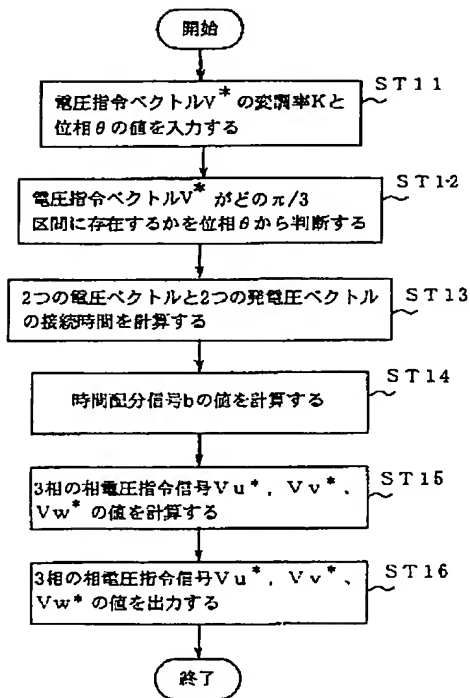 開始
ST11
電圧指令ベクトルV*の変調率Kと
位相θの値を入力する
ST12
電圧指令ベクトルV*がどのπ/3
区間に存在するかを位相θから判断する
ST13
2つの電圧ベクトルと2つの発電圧ベクトル
の接続時間を計算する
ST14
時間配分信号bの値を計算する
ST15
3相の相電圧指令信号Vu*, Vv*、
Vw*の値を計算する
ST16
3相の相電圧指令信号Vu*, Vv*、
Vw*の値を出力する
終了